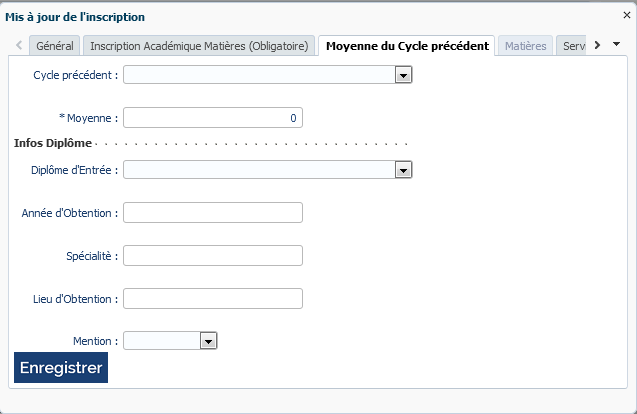 Mis à jour de l'inscription
Général Inscription Académique Matières (Obligatoire) Moyenne du Cycle précédent Matières Serv
Cycle précédent :
* Moyenne : 0
Infos Diplôme
Diplôme d'Entrée :
Année d'Obtention :
Spécialitè :
Lieu d'Obtention :
Mention :
Enregistrer